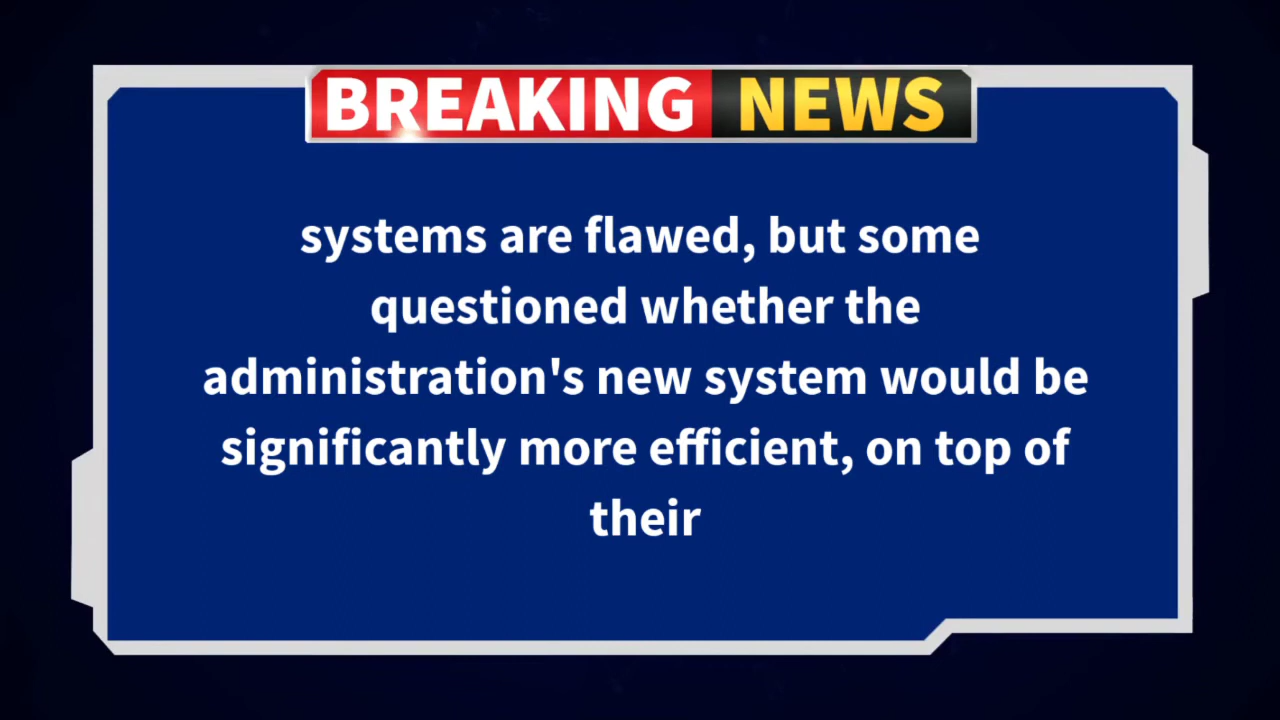 BREAKING NEWS
systems are flawed, but some
questioned whether the
administration's new system would be
significantly more efficient, on top of
their